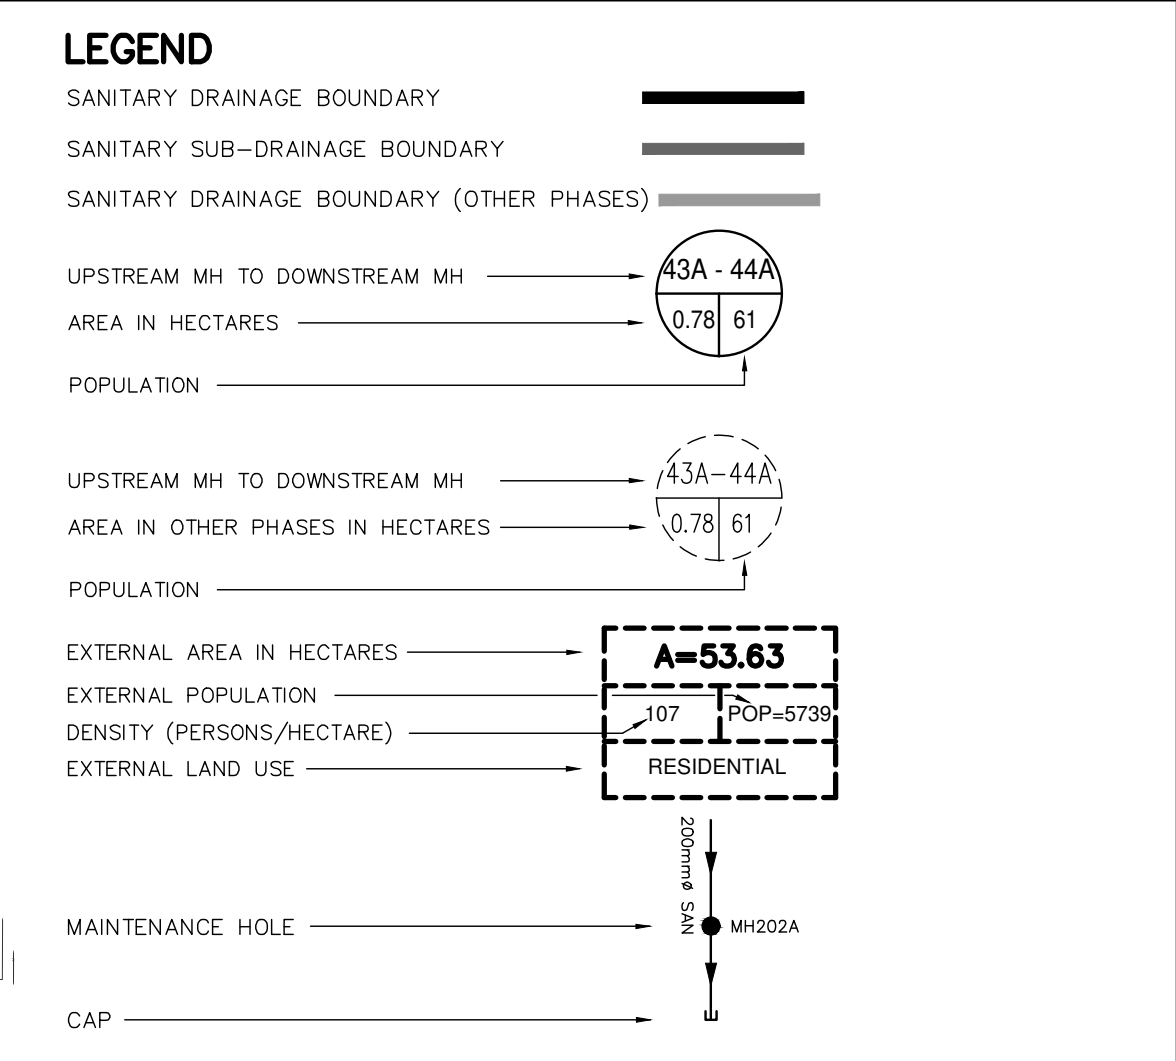 LEGEND
SANITARY DRAINAGE BOUNDARY
SANITARY SUB-DRAINAGE BOUNDARY
SANITARY DRAINAGE BOUNDARY (OTHER PHASES)
UPSTREAM MH TO DOWNSTREAM MH
43A - 44A
AREA IN HECTARES
0.78 61
POPULATION
UPSTREAM MH TO DOWNSTREAM MH
43A-44A
AREA IN OTHER PHASES IN HECTARES
0.78 61
POPULATION
EXTERNAL AREA IN HECTARES
A=53.63
EXTERNAL POPULATION
107 POP=5739
DENSITY (PERSONS/HECTARE)
EXTERNAL LAND USE
RESIDENTIAL
200mmø SAN
MAINTENANCE HOLE
MH202A
CAP